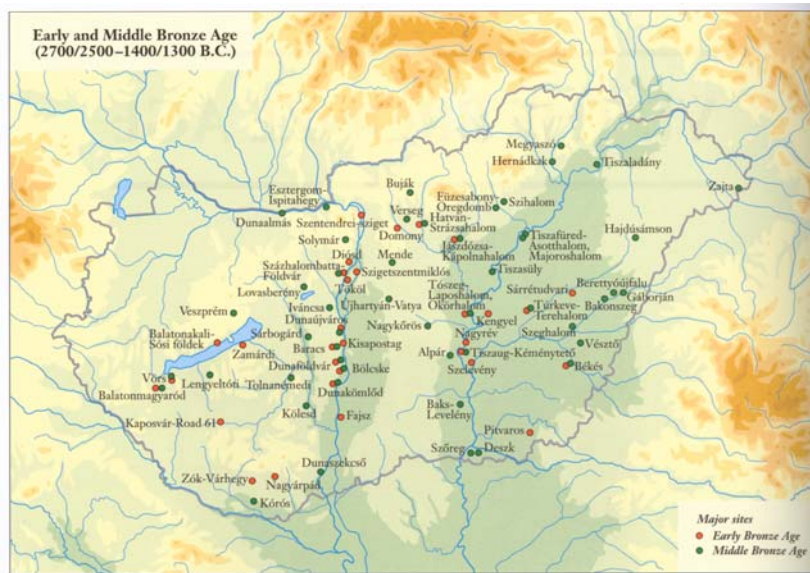 Early and Middle Bronze Age
(2700/2500–1400/1300 B.C.)
Megyaszó
Hernádkak
Tiszaladány
Zajta
Buják
Esztergom-
Ispitahegy
Füzesabony-
Öregdomb
Szihalom
Verseg
Hatvan-
Strázsahalom
Dunaalmás
Szentendrei-sziget
Domony
Hajdúsámson
Solymár
Jászdózsa-
Kápolnahalom
Tiszafüred-
Ásotthalom,
Majoroshalom
Diósd
Mende
Százhalombatta-
Földvár
Szigetszentmiklós
Tiszasüly
Tököl
Lovasberény
Tószeg-
Laposhalom,
Ökörhalom
Sárrétudvari
Berettyóújfalu
Gáborján
Bakonszeg
Újhartyán-Vatya
Iváncsa
Veszprém
Dunaújváros
Kengyel
Túrkeve-
Terehalom
Nagykőrös
Szeghalom
Balatonakali-
Sósi földek
Sárbogárd
Nagyrév
Vésztő
Zamárdi
Baracs
Kisapostag
Alpár
Tiszaug-Kéménytető
Dunaföldvár
Szelevény
Békés
Vörs
Lengyeltóti
Tolnanémedi
Bölcske
Balatonmagyaród
Dunakömlőd
Kölesd
Baks-
Levelény
Kaposvár-Road 61
Fajsz
Pitvaros
Szőreg
Deszk
Dunaszekcső
Zók-Várhegy
Nagyárpád
Kórós
Major sites
Early Bronze Age
Middle Bronze Age